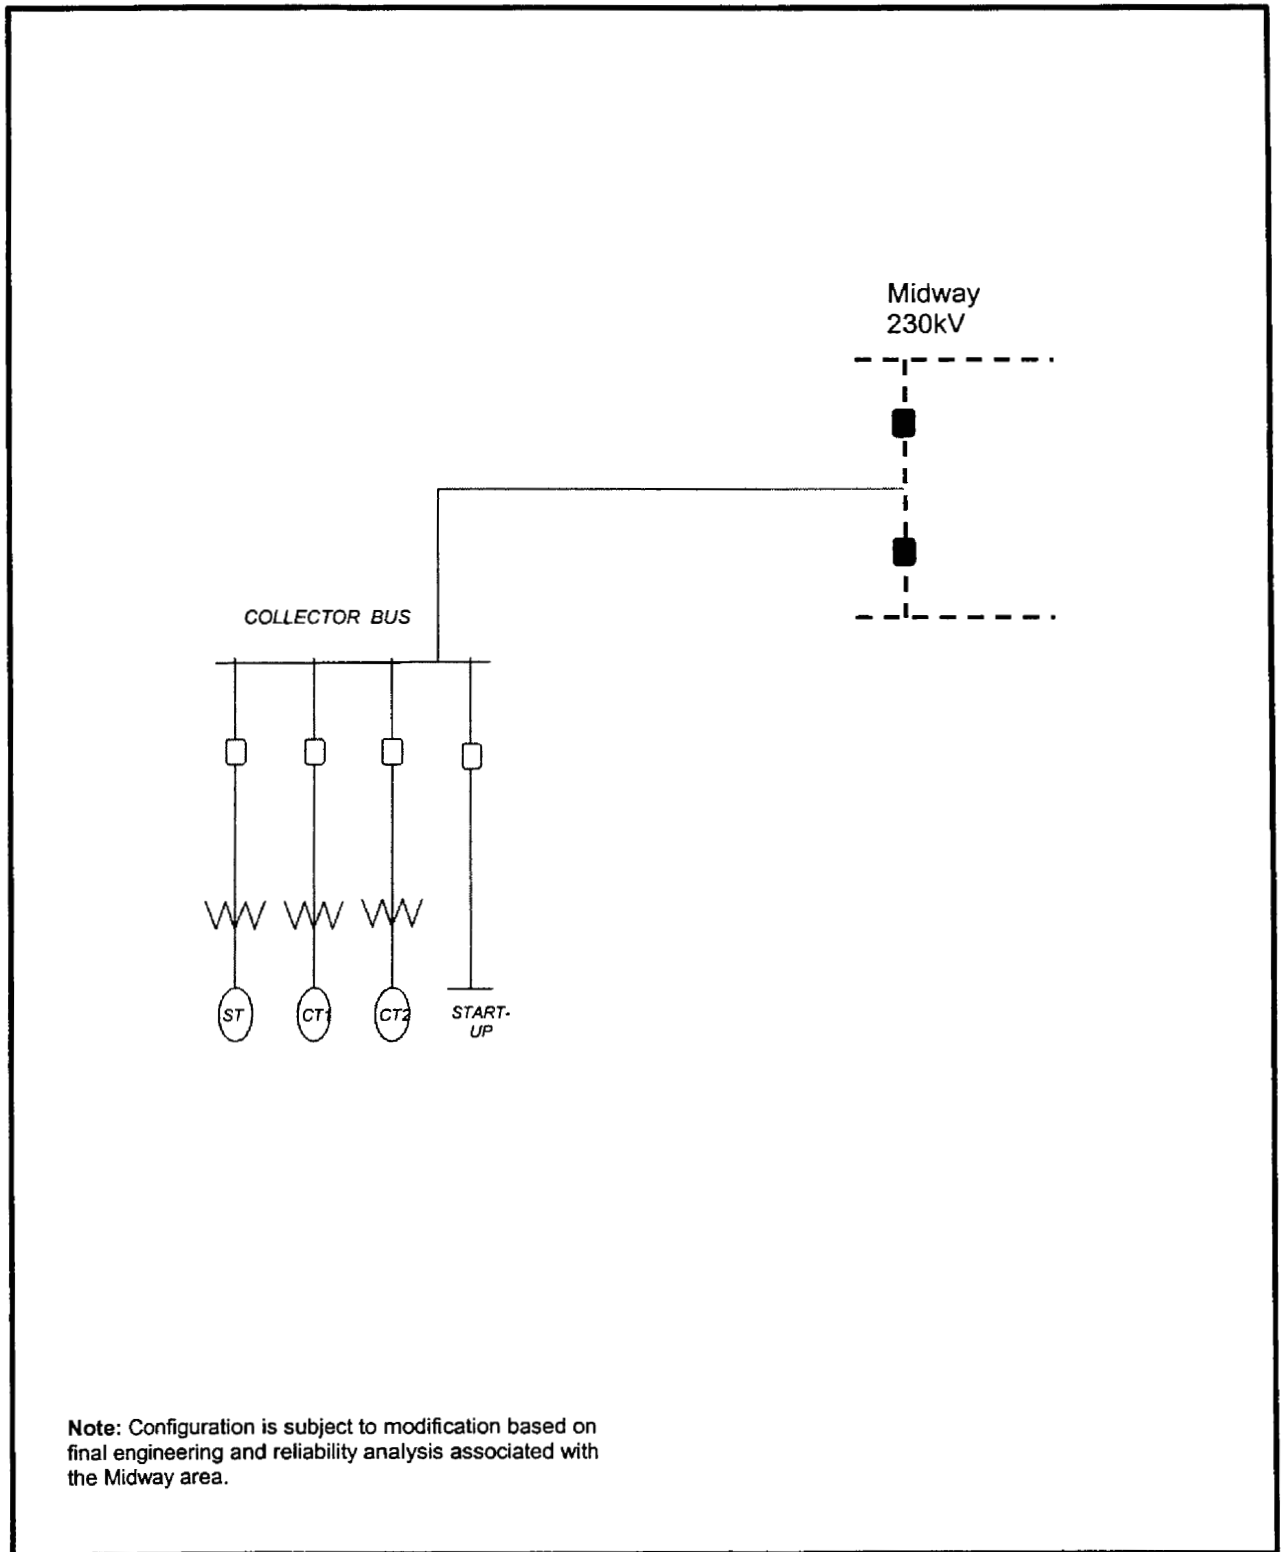 Midway
230kV
COLLECTOR BUS
ST
CT1
CT2
START-
UP
Note: Configuration is subject to modification based on
final engineering and reliability analysis associated with
the Midway area.